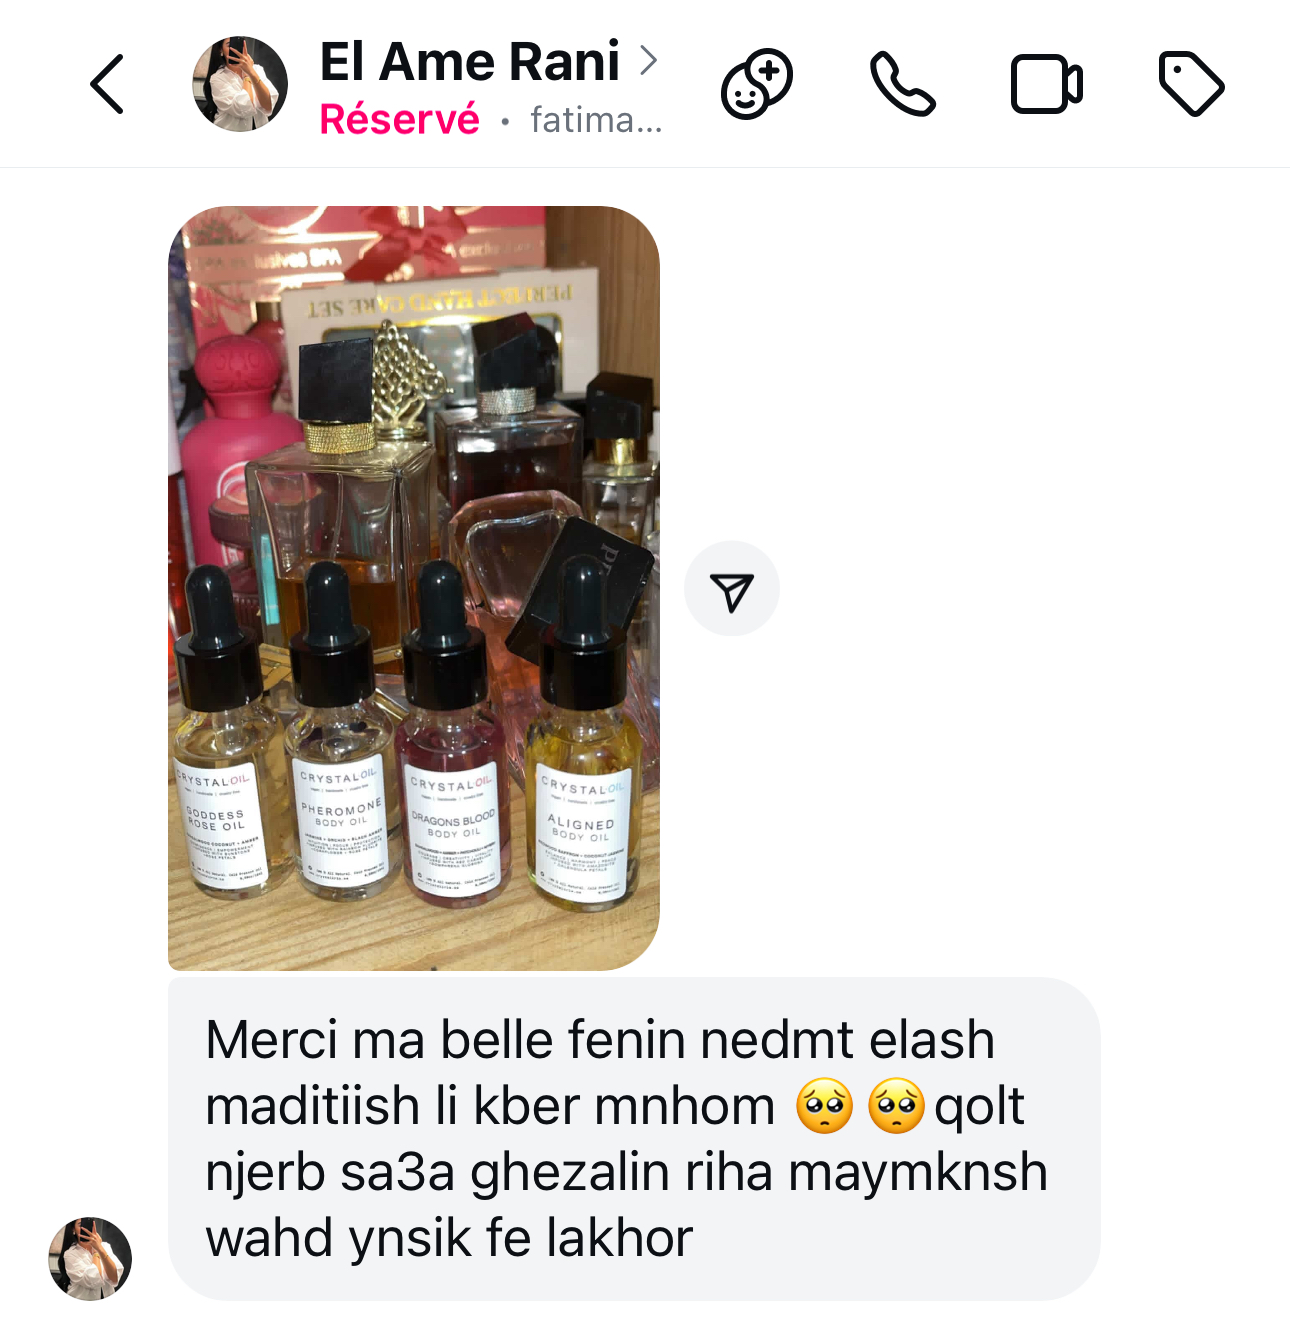 El Ame Rani
Réservé • fatima...
PERFECT HAND CARE SET
CRYSTALOIL
GODDESS
ROSE OIL
CRYSTALOIL
PHEROMONE
BODY OIL
CRYSTALOIL
DRAGONS BLOOD
BODY OIL
CRYSTALOIL
ALIGNED
BODY OIL
Merci ma belle fenin nedmt elash
maditiish li kber mnhom 🥺🥺qolt
njerb sa3a ghezalin riha maymknsh
wahd ynsik fe lakhor